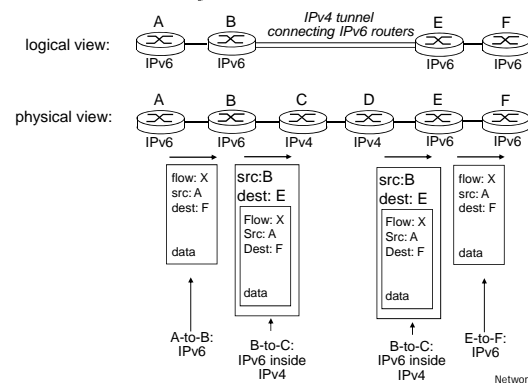 A B IPv4 tunnel E F
connecting IPv6 routers
logical view:
IPv6 IPv6 IPv6 IPv6
A B C D E F
physical view:
IPv6 IPv6 IPv4 IPv4 IPv6 IPv6
flow: X
src: A
dest: F
data
src:B
dest: E
Flow: X
Src: A
Dest: F
data
src:B
dest: E
Flow: X
Src: A
Dest: F
data
flow: X
src: A
dest: F
data
A-to-B:
IPv6
B-to-C:
IPv6 inside
IPv4
B-to-C:
IPv6 inside
IPv4
E-to-F:
IPv6
Networ